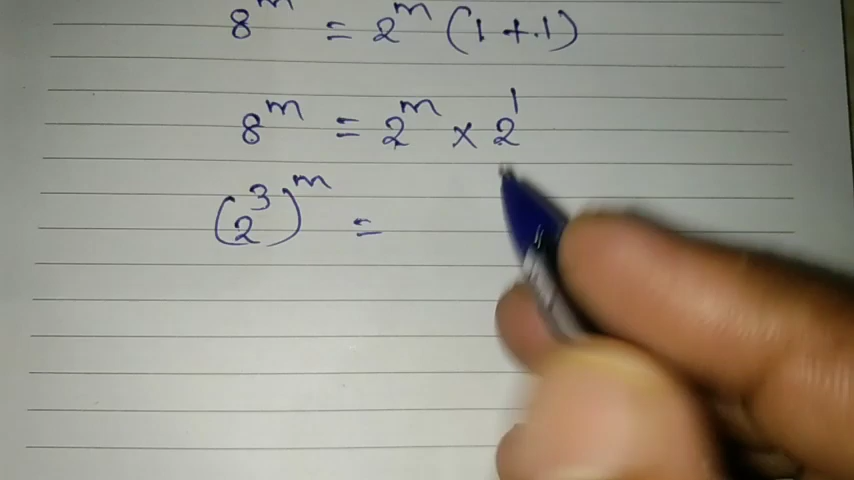 8^m = 2^m (1+1)
8^m = 2^m × 2^1
(2^3)^m =